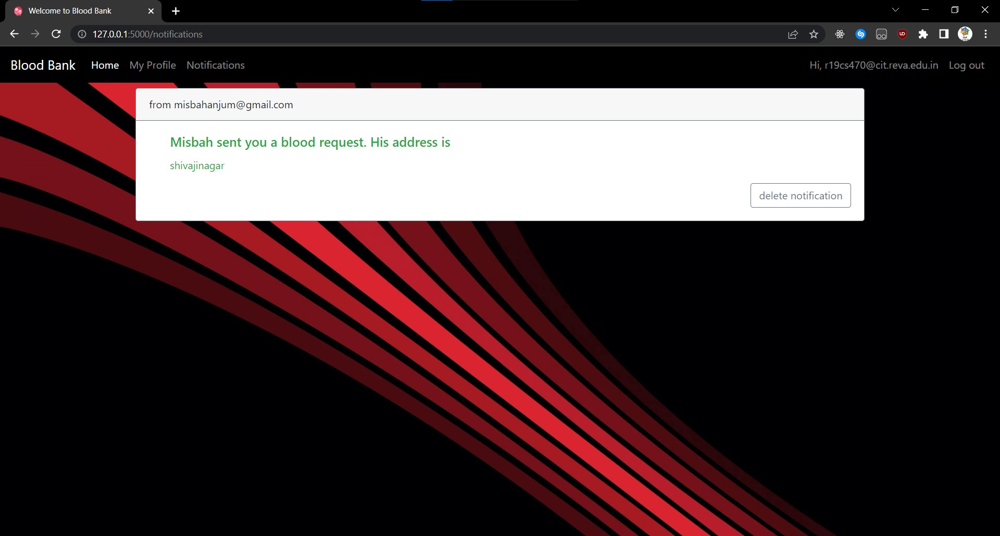 Welcome to Blood Bank
127.0.0.1:5000/notifications
Blood Bank Home My Profile Notifications Hi, r19cs470@cit.reva.edu.in Log out
from misbahanjum@gmail.com
Misbah sent you a blood request. His address is
shivajinagar
delete notification